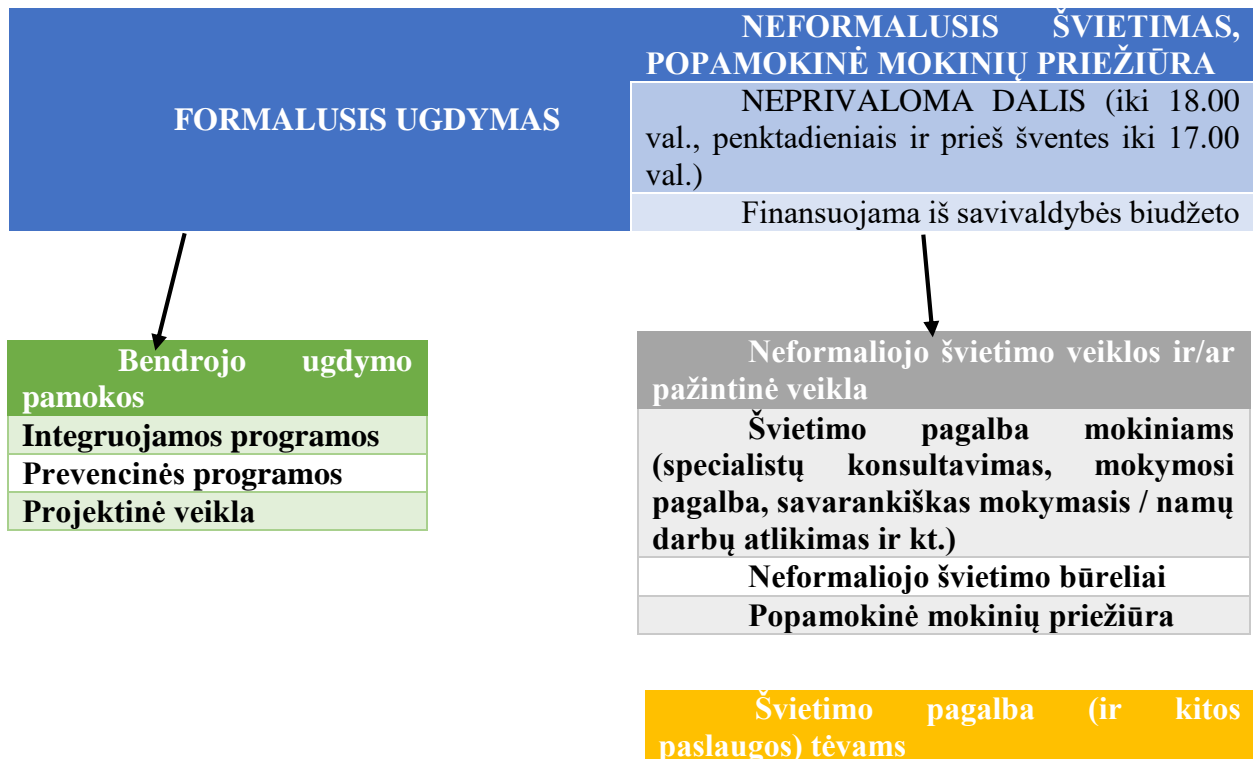 FORMALUSIS UGDYMAS
NEFORMALUSIS ŠVIETIMAS,
POPAMOKINĖ MOKINIŲ PRIEŽIŪRA
NEPRIVALOMA DALIS (iki 18.00
val., penktadieniais ir prieš šventes iki 17.00
val.)
Finansuojama iš savivaldybės biudžeto
Bendrojo ugdymo
pamokos
Integruojamos programos
Prevencinės programos
Projektinė veikla
Neformaliojo švietimo veiklos ir/ar
pažintinė veikla
Švietimo pagalba mokiniams
(specialistų konsultavimas, mokymosi
pagalba, savarankiškas mokymasis / namų
darbų atlikimas ir kt.)
Neformaliojo švietimo būreliai
Popamokinė mokinių priežiūra
Švietimo pagalba (ir kitos
paslaugos) tėvams